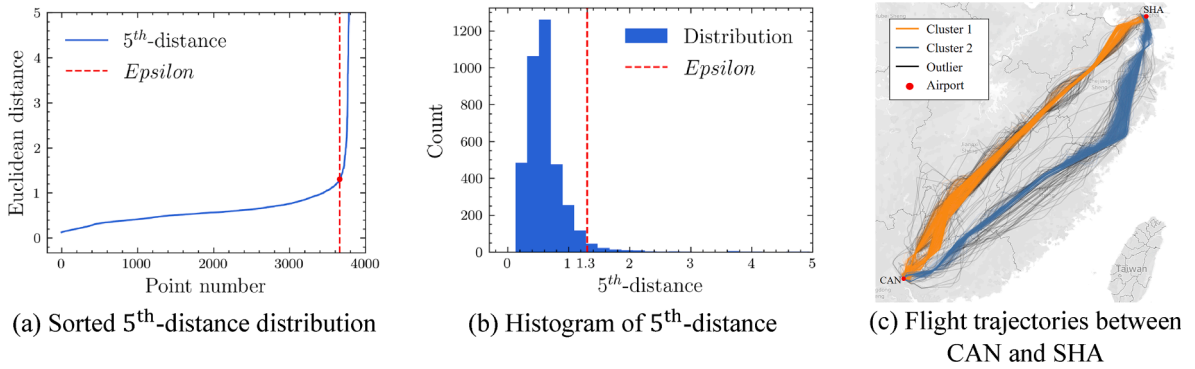 5
4
3
2
1
0
Euclidean distance
5th-distance
Epsilon
0 1000 2000 3000 4000
Point number
(a) Sorted 5th-distance distribution
1200
1000
800
600
400
200
0
Count
Distribution
Epsilon
0 1 1.3 2 3 4 5
5th-distance
(b) Histogram of 5th-distance
SHA
Cluster 1
Cluster 2
Outlier
Airport
CAN
Taiwan
(c) Flight trajectories between
CAN and SHA